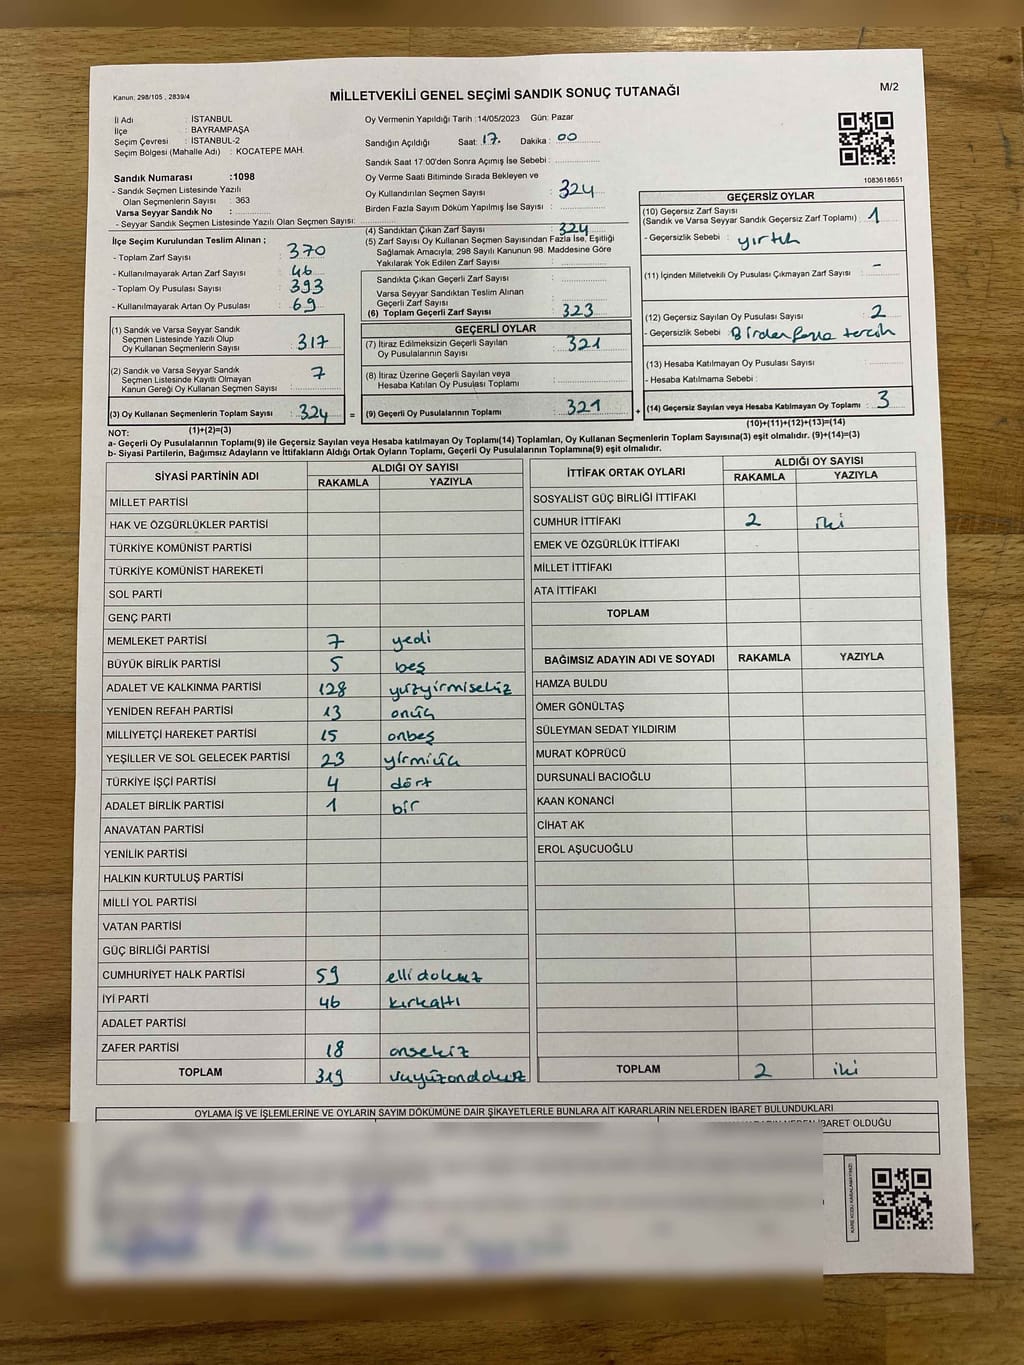 Kanun: 298/105 , 2839/4
MİLLETVEKİLİ GENEL SEÇİMİ SANDIK SONUÇ TUTANAĞI
M/2
İl Adı : İSTANBUL
İlçe : BAYRAMPAŞA
Seçim Çevresi : İSTANBUL-2
Seçim Bölgesi (Mahalle Adı) : KOCATEPE MAH.
Sandık Numarası :1098
- Sandık Seçmen Listesinde Yazılı
Olan Seçmenlerin Sayısı : 363
Varsa Seyyar Sandık No :
- Seyyar Sandık Seçmen Listesinde Yazılı Olan Seçmen Sayısı:
Oy Vermenin Yapıldığı Tarih :14/05/2023 Gün: Pazar
Sandığın Açıldığı Saat: 17. Dakika : 00
Sandık Saat 17:00'den Sonra Açımış İse Sebebi :
Oy Verme Saati Bitiminde Sırada Bekleyen ve
Oy Kullandırılan Seçmen Sayısı : 324
Birden Fazla Sayım Döküm Yapılmış İse Sayısı :
1083618651
İlçe Seçim Kurulundan Teslim Alınan ;
- Toplam Zarf Sayısı : 370
- Kullanılmayarak Artan Zarf Sayısı : 46
- Toplam Oy Pusulası : 393
- Kullanılmayarak Artan Oy Pusulası : 69
(1) Sandık ve Varsa Seyyar Sandık
Seçmen Listesinde Yazılı Olup
Oy Kullanan Seçmenlerin Sayısı : 317
(2) Sandık ve Varsa Seyyar Sandık
Seçmen Listesinde Kayıtlı Olmayan
Kanun Gereği Oy Kullanan Seçmen Sayısı : 7
(3) Oy Kullanan Seçmenlerin Toplam Sayısı : 324 =
(1)+(2)=(3)
(4) Sandıktan Çıkan Zarf Sayısı : 324
(5) Zarf Sayısı Oy Kullanan Seçmen Sayısından Fazla İse, Eşitliği
Sağlamak Amacıyla; 298 Sayılı Kanunun 98. Maddesine Göre
Yakılarak Yok Edilen Zarf Sayısı :
Sandıkta Çıkan Geçerli Zarf Sayısı :
Varsa Seyyar Sandıktan Teslim Alınan
Geçerli Zarf Sayısı :
(6) Toplam Geçerli Zarf Sayısı : 323
GEÇERLİ OYLAR
(7) İtiraz Edilmeksizin Geçerli Sayılan
Oy Pusulalarının Sayısı : 321
(8) İtiraz Üzerine Geçerli Sayılan veya
Hesaba Katılan Oy Pusulası Toplamı :
(9) Geçerli Oy Pusulalarının Toplamı : 321 +
GEÇERSİZ OYLAR
(10) Geçersiz Zarf Sayısı
(Sandık ve Varsa Seyyar Sandık Geçersiz Zarf Toplamı) : 1
- Geçersizlik Sebebi : yırtık
(11) İçinden Milletvekili Oy Pusulası Çıkmayan Zarf Sayısı : -
(12) Geçersiz Sayılan Oy Pusulası Sayısı : 2
- Geçersizlik Sebebi : Birden fazla tercih
(13) Hesaba Katılmayan Oy Pusulası Sayısı :
- Hesaba Katılmama Sebebi :
(14) Geçersiz Sayılan veya Hesaba Katılmayan Oy Toplamı : 3
(10)+(11)+(12)+(13)=(14)
NOT:
a- Geçerli Oy Pusulalarının Toplamı(9) ile Geçersiz Sayılan veya Hesaba katılmayan Oy Toplamı(14) Toplamları, Oy Kullanan Seçmenlerin Toplam Sayısına(3) eşit olmalıdır. (9)+(14)=(3)
b- Siyasi Partilerin, Bağımsız Adayların ve İttifakların Aldığı Ortak Oyların Toplamı, Geçerli Oy Pusulalarının Toplamına(9) eşit olmalıdır.
SİYASİ PARTİNİN ADI ALDIĞI OY SAYISI
RAKAMLA YAZIYLA
MİLLET PARTİSİ
HAK VE ÖZGÜRLÜKLER PARTİSİ
TÜRKİYE KOMÜNİST PARTİSİ
TÜRKİYE KOMÜNİST HAREKETİ
SOL PARTİ
GENÇ PARTİ
MEMLEKET PARTİSİ 7 yedi
BÜYÜK BİRLİK PARTİSİ 5 beş
ADALET VE KALKINMA PARTİSİ 128 yüzyirmisekiz
YENİDEN REFAH PARTİSİ 13 onüç
MİLLİYETÇİ HAREKET PARTİSİ 15 onbeş
YEŞİLLER VE SOL GELECEK PARTİSİ 23 yirmiüç
TÜRKİYE İŞÇİ PARTİSİ 4 dört
ADALET BİRLİK PARTİSİ 1 bir
ANAVATAN PARTİSİ
YENİLİK PARTİSİ
HALKIN KURTULUŞ PARTİSİ
MİLLİ YOL PARTİSİ
VATAN PARTİSİ
GÜÇ BİRLİĞİ PARTİSİ
CUMHURİYET HALK PARTİSİ 59 ellidokuz
İYİ PARTİ 46 kırkaltı
ADALET PARTİSİ
ZAFER PARTİSİ 18 onsekiz
TOPLAM 319 üçyüzondokuz
İTTİFAK ORTAK OYLARI ALDIĞI OY SAYISI
RAKAMLA YAZIYLA
SOSYALİST GÜÇ BİRLİĞİ İTTİFAKI
CUMHUR İTTİFAKI 2 iki
EMEK VE ÖZGÜRLÜK İTTİFAKI
MİLLET İTTİFAKI
ATA İTTİFAKI
TOPLAM
BAĞIMSIZ ADAYIN ADI VE SOYADI RAKAMLA YAZIYLA
HAMZA BULDU
ÖMER GÖNÜLTAŞ
SÜLEYMAN SEDAT YILDIRIM
MURAT KÖPRÜCÜ
DURSUNALİ BACIOĞLU
KAAN KONANCİ
CİHAT AK
EROL AŞUCUOĞLU
TOPLAM 2 iki
OYLAMA İŞ VE İŞLEMLERİNE VE OYLARIN SAYIM DÖKÜMÜNE DAİR ŞİKAYETLERLE BUNLARA AİT KARARLARIN NELERDEN İBARET BULUNDUKLARI
NEDEN İBARET OLDUĞU
KARE KODU KARALAMAYINIZ!